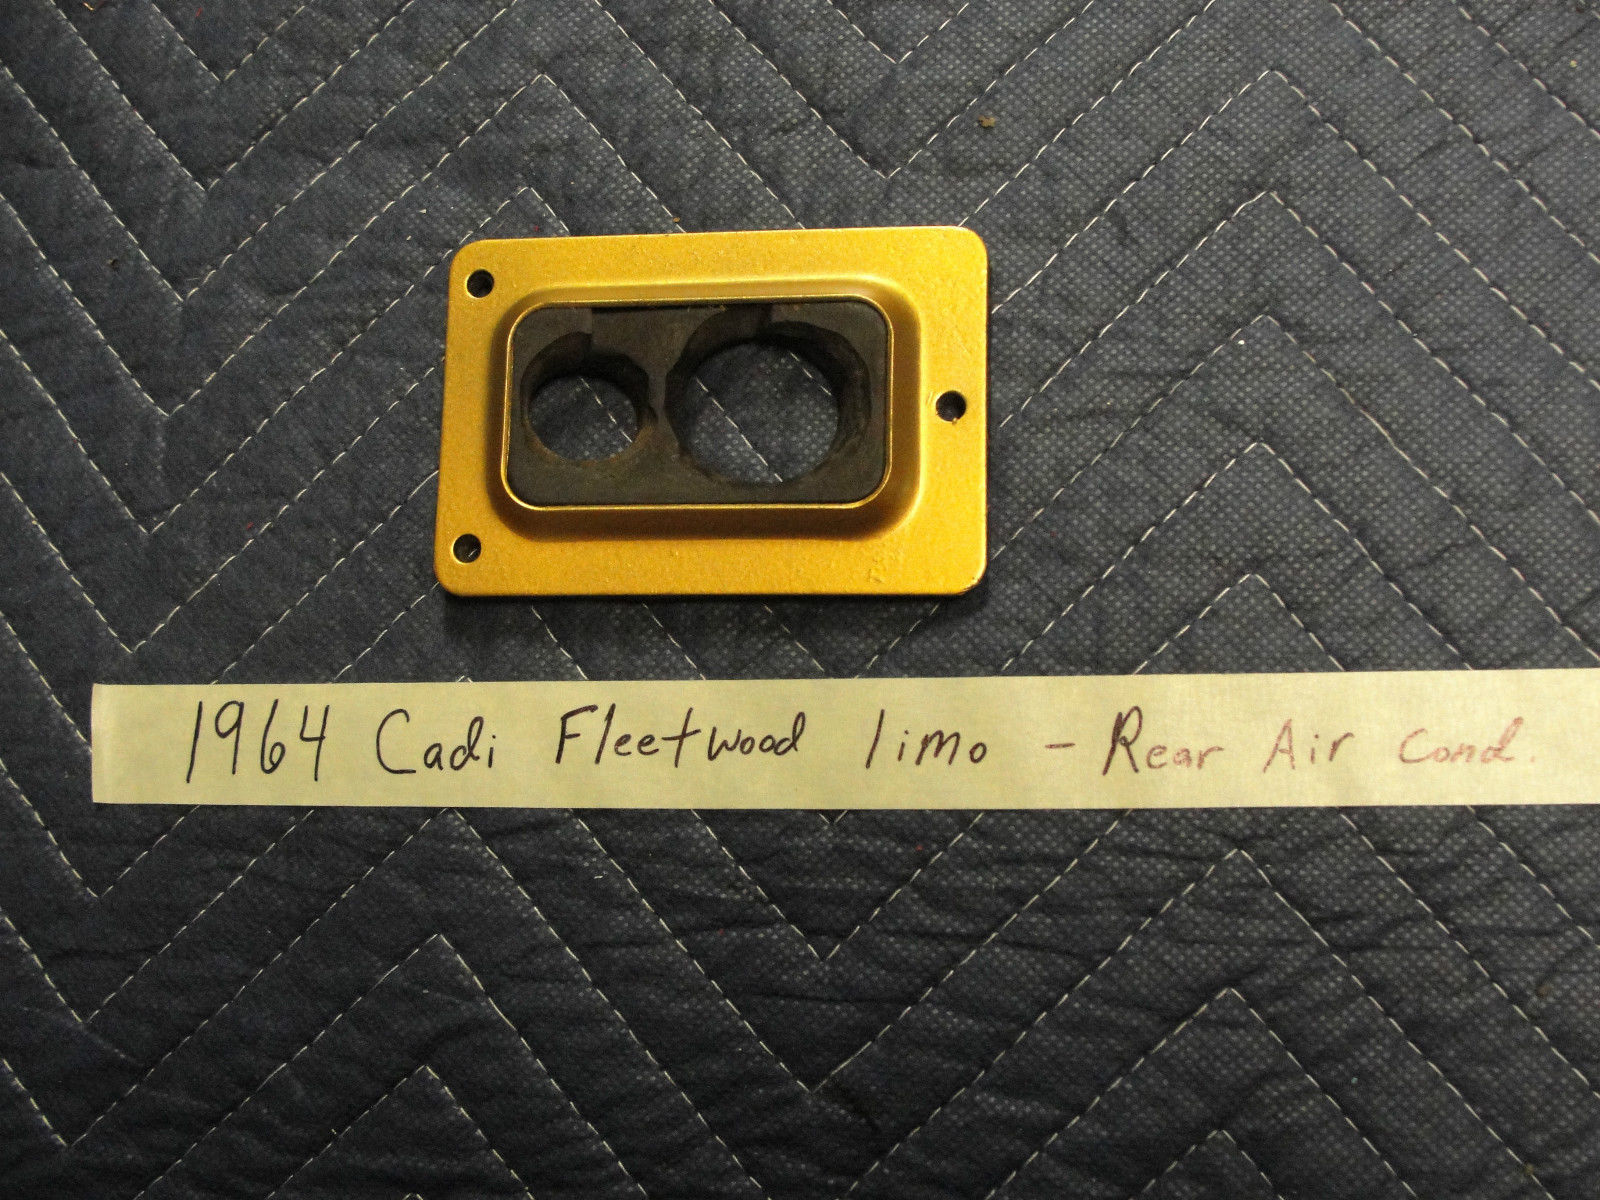 1964 Cadi Fleetwood limo - Rear Air Cond.